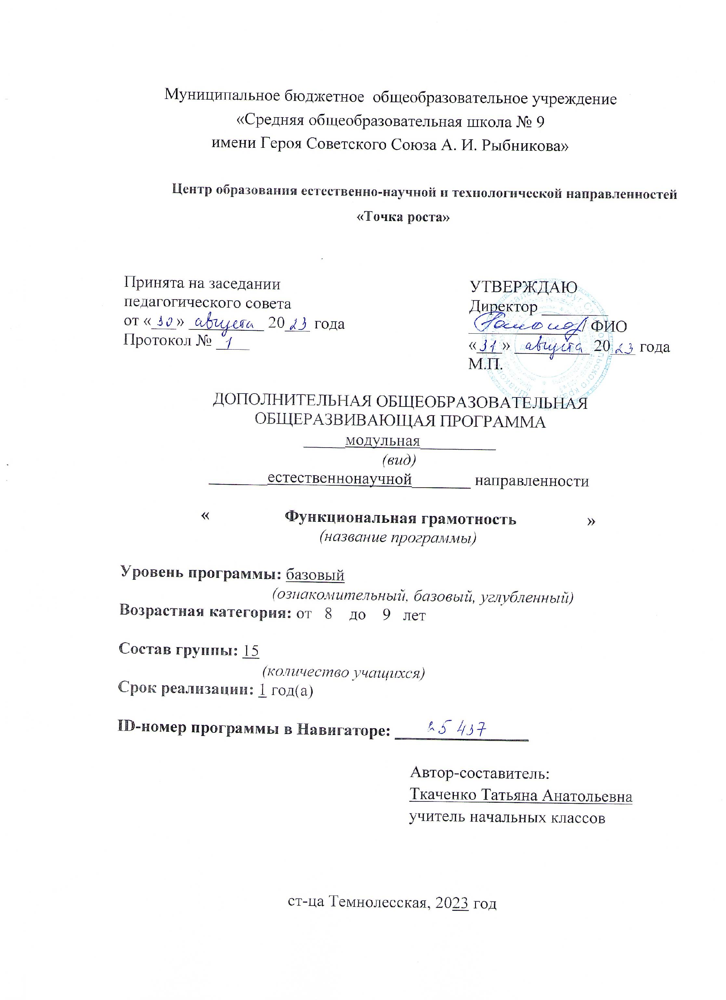 Муниципальное бюджетное общеобразовательное учреждение
«Средняя общеобразовательная школа № 9
имени Героя Советского Союза А. И. Рыбникова»
Центр образования естественно-научной и технологической направленностей
«Точка роста»
Принята на заседании
педагогического совета
от «30» августа 2023 года
Протокол № 1
УТВЕРЖДАЮ
Директор ________
/ ФИО
«31» августа 2023 года
М.П.
ДОПОЛНИТЕЛЬНАЯ ОБЩЕОБРАЗОВАТЕЛЬНАЯ
ОБЩЕРАЗВИВАЮЩАЯ ПРОГРАММА
_____модульная_________
(вид)
_______естественнонаучной_______ направленности
« Функциональная грамотность »
(название программы)
Уровень программы: базовый
(ознакомительный, базовый, углубленный)
Возрастная категория: от 8 до 9 лет
Состав группы: 15
(количество учащихся)
Срок реализации: 1 год(а)
ID-номер программы в Навигаторе: 25 437
Автор-составитель:
Ткаченко Татьяна Анатольевна
учитель начальных классов
ст-ца Темнолесская, 2023 год